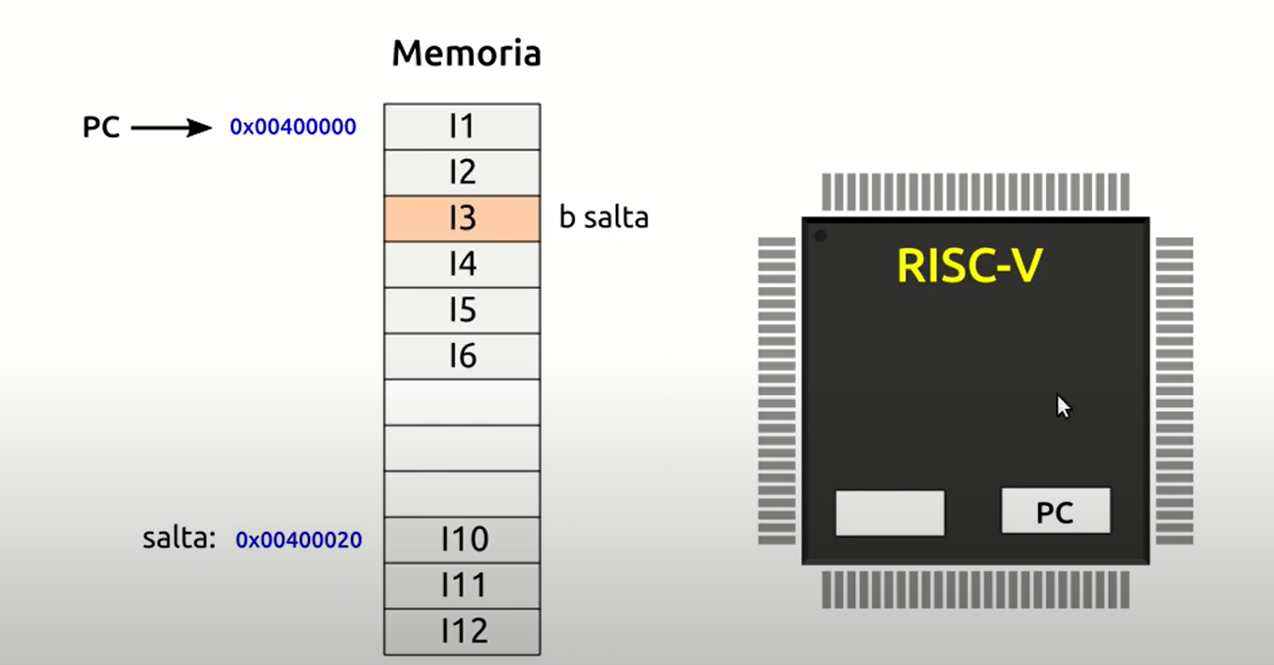 Memoria
PC 0x00400000 I1
I2
I3 b salta
I4
I5
I6
salta: 0x00400020 I10
I11
I12
RISC-V
PC